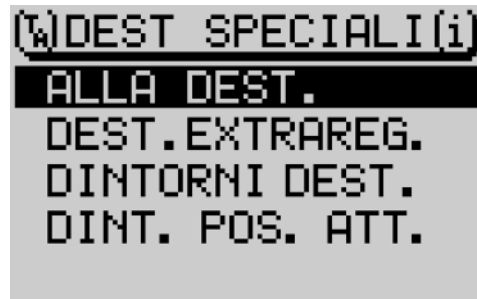 DEST SPECIALI(i)
ALLA DEST.
DEST.EXTRAREG.
DINTORNI DEST.
DINT. POS. ATT.